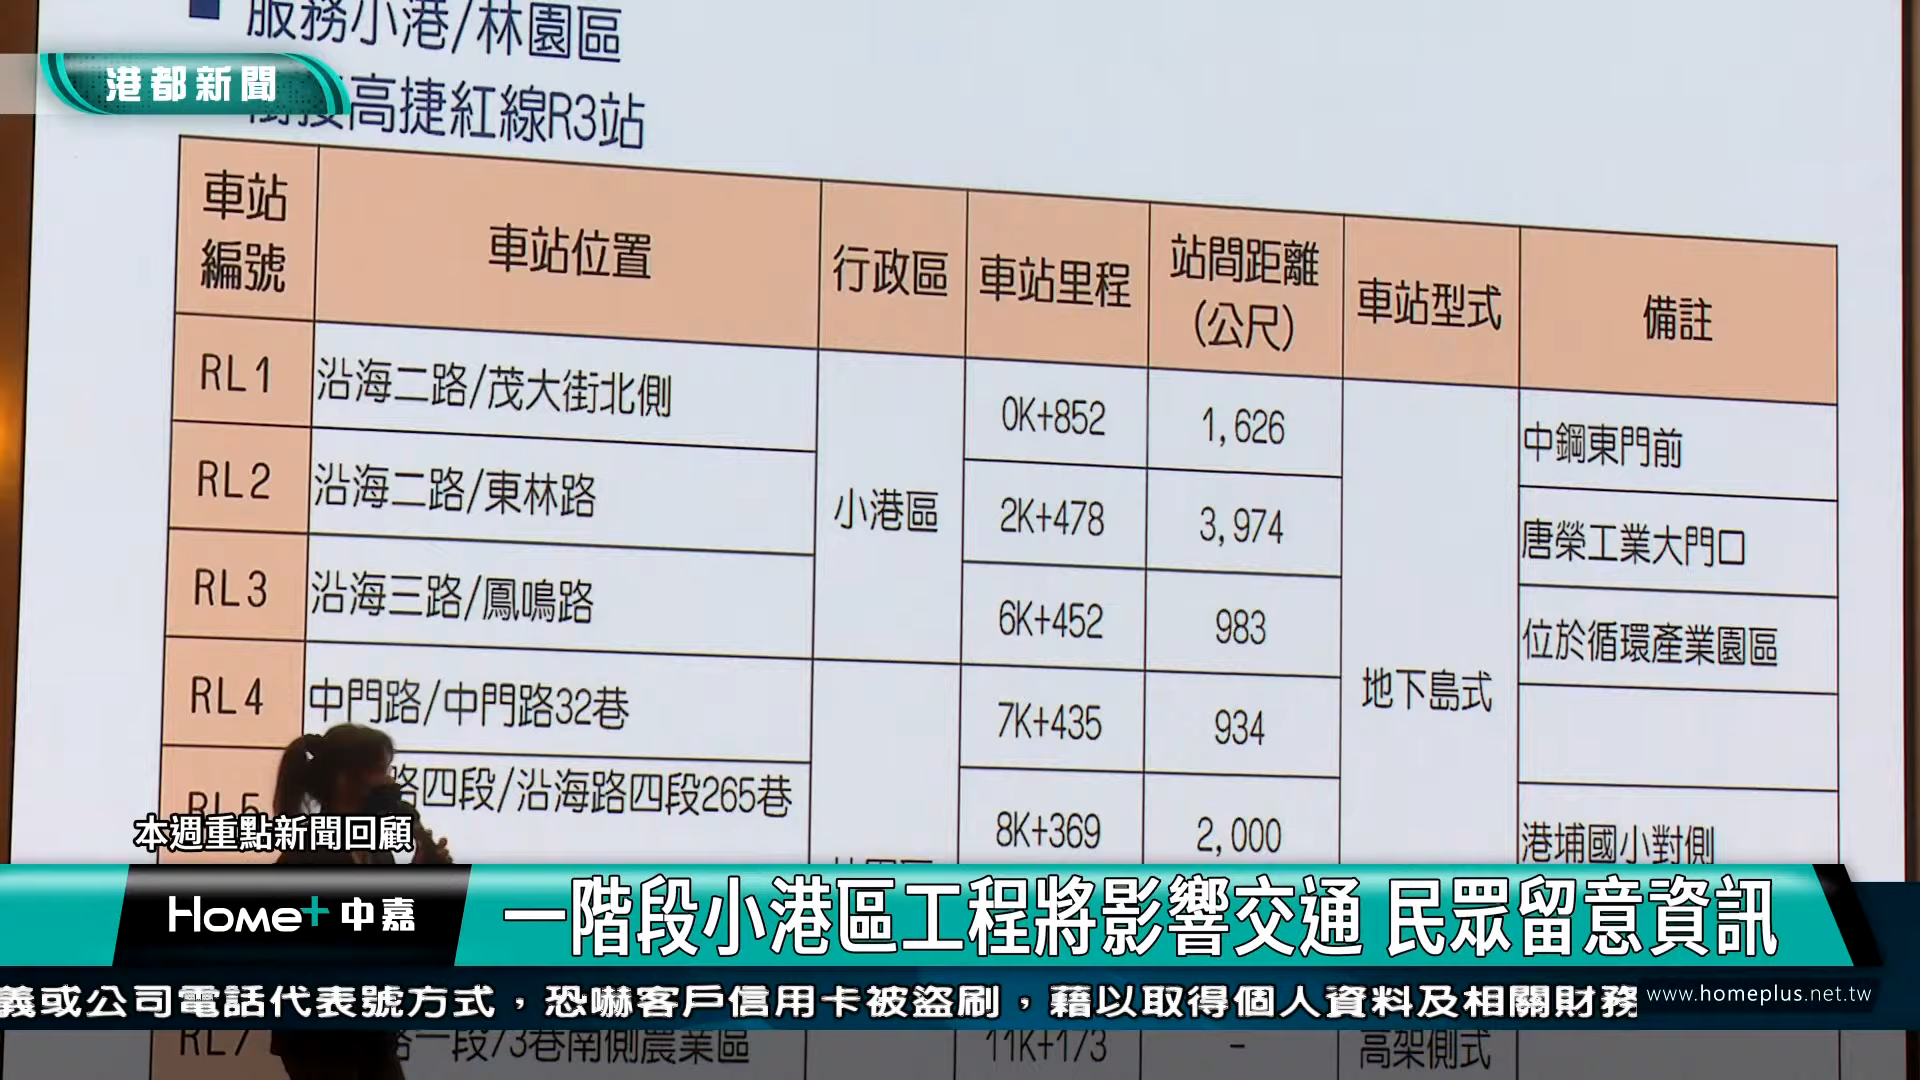 服務小港/林園區
港都新聞
高捷紅線R3站
車站編號 車站位置 行政區 車站里程 站間距離(公尺) 車站型式 備註
RL1 沿海二路/茂大街北側 0K+852 1,626 中鋼東門前
RL2 沿海二路/東林路 小港區 2K+478 3,974 唐榮工業大門口
RL3 沿海三路/鳳鳴路 6K+452 983 位於循環產業園區
RL4 中門路/中門路32巷 7K+435 934 地下島式
RL5 路四段/沿海路四段265巷 8K+369 2,000 港埔國小對側
本週重點新聞回顧
Home+ 中嘉
一階段小港區工程將影響交通 民眾留意資訊
義或公司電話代表號方式，恐嚇客戶信用卡被盜刷，藉以取得個人資料及相關財務
www.homeplus.net.tw
RL7 一段/3巷南側農業區 11K+173 - 高架側式